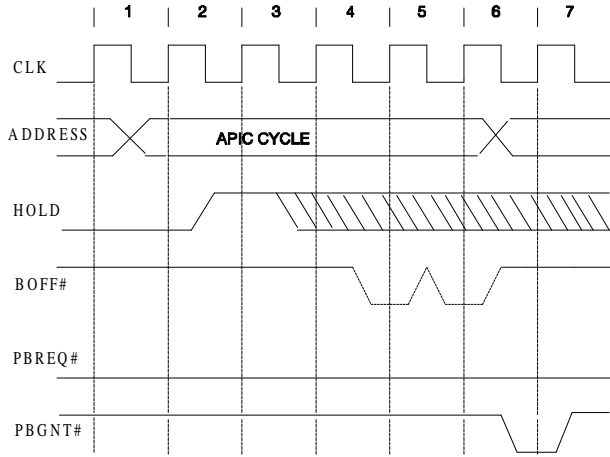 1 2 3 4 5 6 7
CLK
ADDRESS
APIC CYCLE
HOLD
BOFF#
PBREQ#
PBGNT#